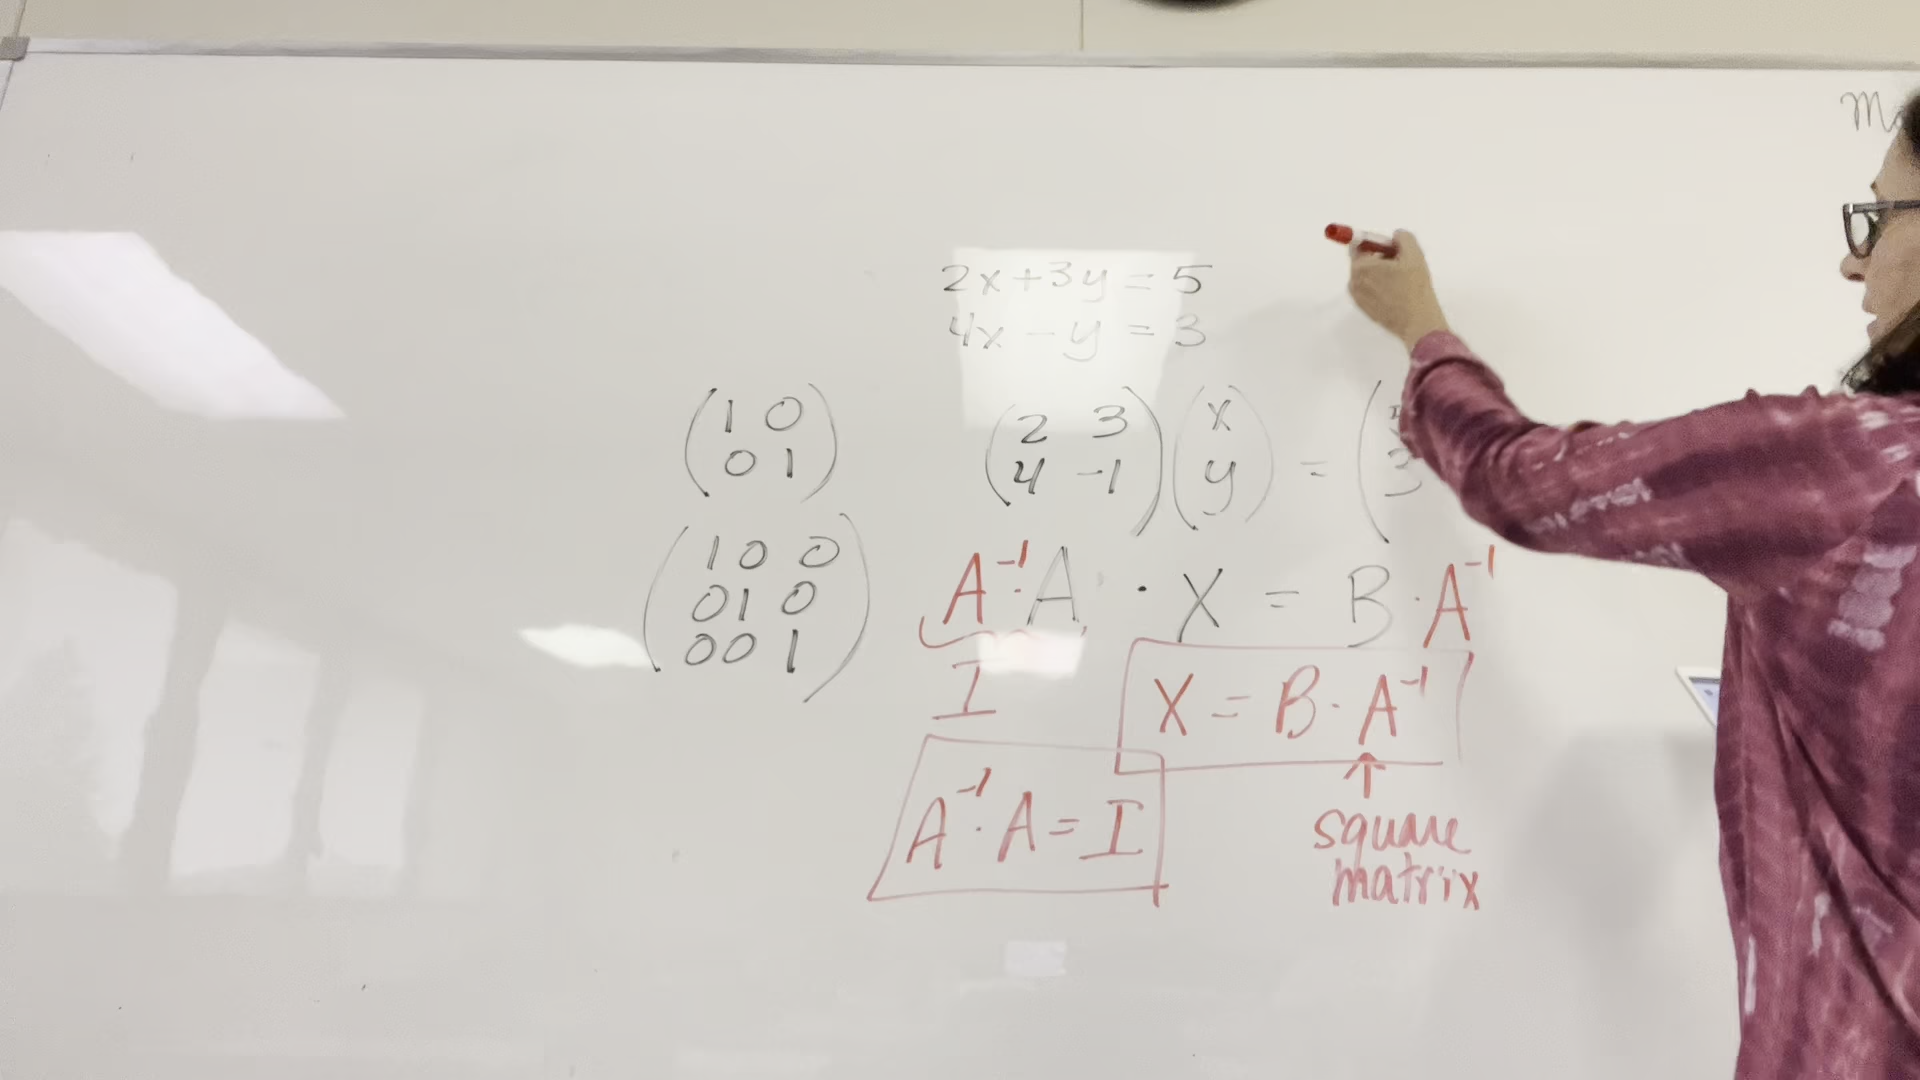 2x+3y=5
4x-y=3
(1 0
0 1)
(2 3
4 -1) (x
y) = (
3
(1 0 0
0 1 0
0 0 1)
A⁻¹·A · X = B·A⁻¹
I
X = B·A⁻¹
A⁻¹·A = I
square
matrix